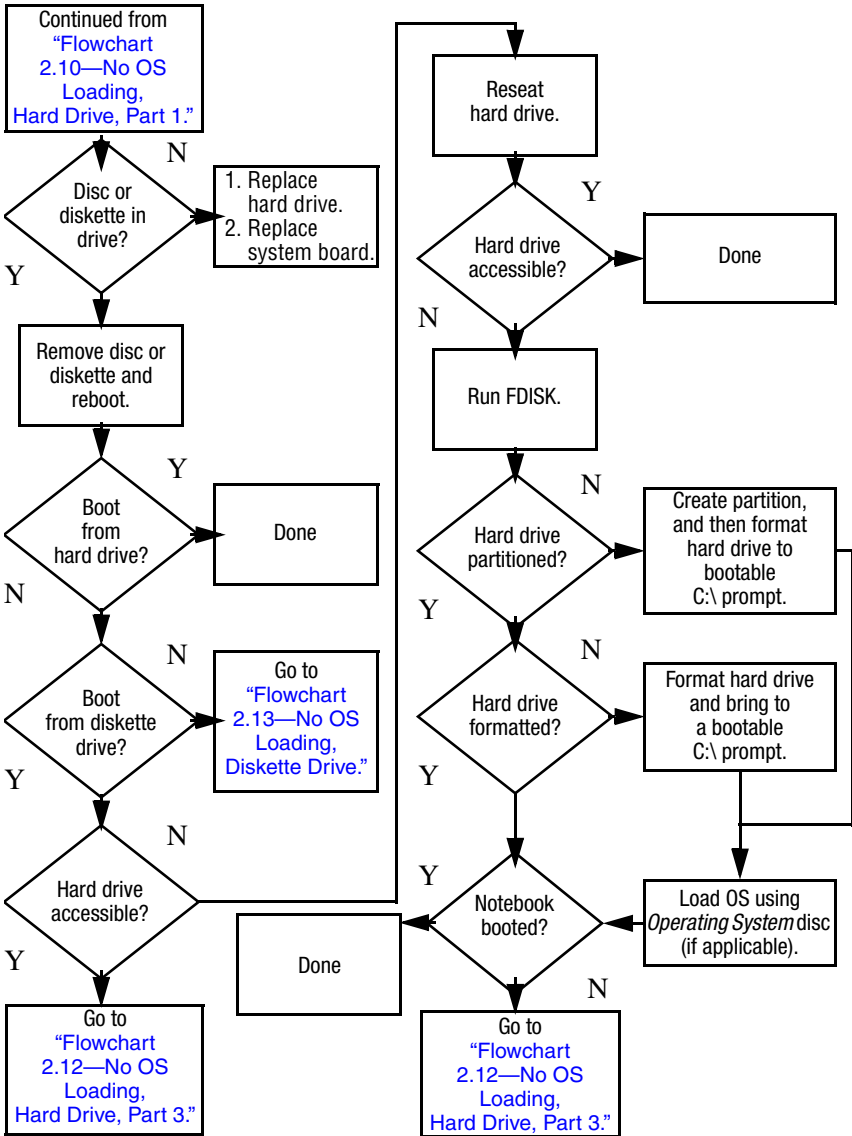 Continued from
“Flowchart
2.10—No OS
Loading,
Hard Drive, Part 1.”
N
Disc or
diskette in
drive?
1. Replace
hard drive.
2. Replace
system board.
Y
Remove disc or
diskette and
reboot.
Y
Boot
from
hard drive?
Done
N
N
Boot
from diskette
drive?
Go to
“Flowchart
2.13—No OS
Loading,
Diskette Drive.”
Y
N
Hard drive
accessible?
Y
Go to
“Flowchart
2.12—No OS
Loading,
Hard Drive, Part 3.”
Reseat
hard drive.
Y
Hard drive
accessible?
Done
N
Run FDISK.
N
Hard drive
partitioned?
Create partition,
and then format
hard drive to
bootable
C:\ prompt.
Y
N
Hard drive
formatted?
Format hard drive
and bring to
a bootable
C:\ prompt.
Y
Load OS using
Operating System disc
(if applicable).
Y
Notebook
booted?
Done
N
Go to
“Flowchart
2.12—No OS
Loading,
Hard Drive, Part 3.”